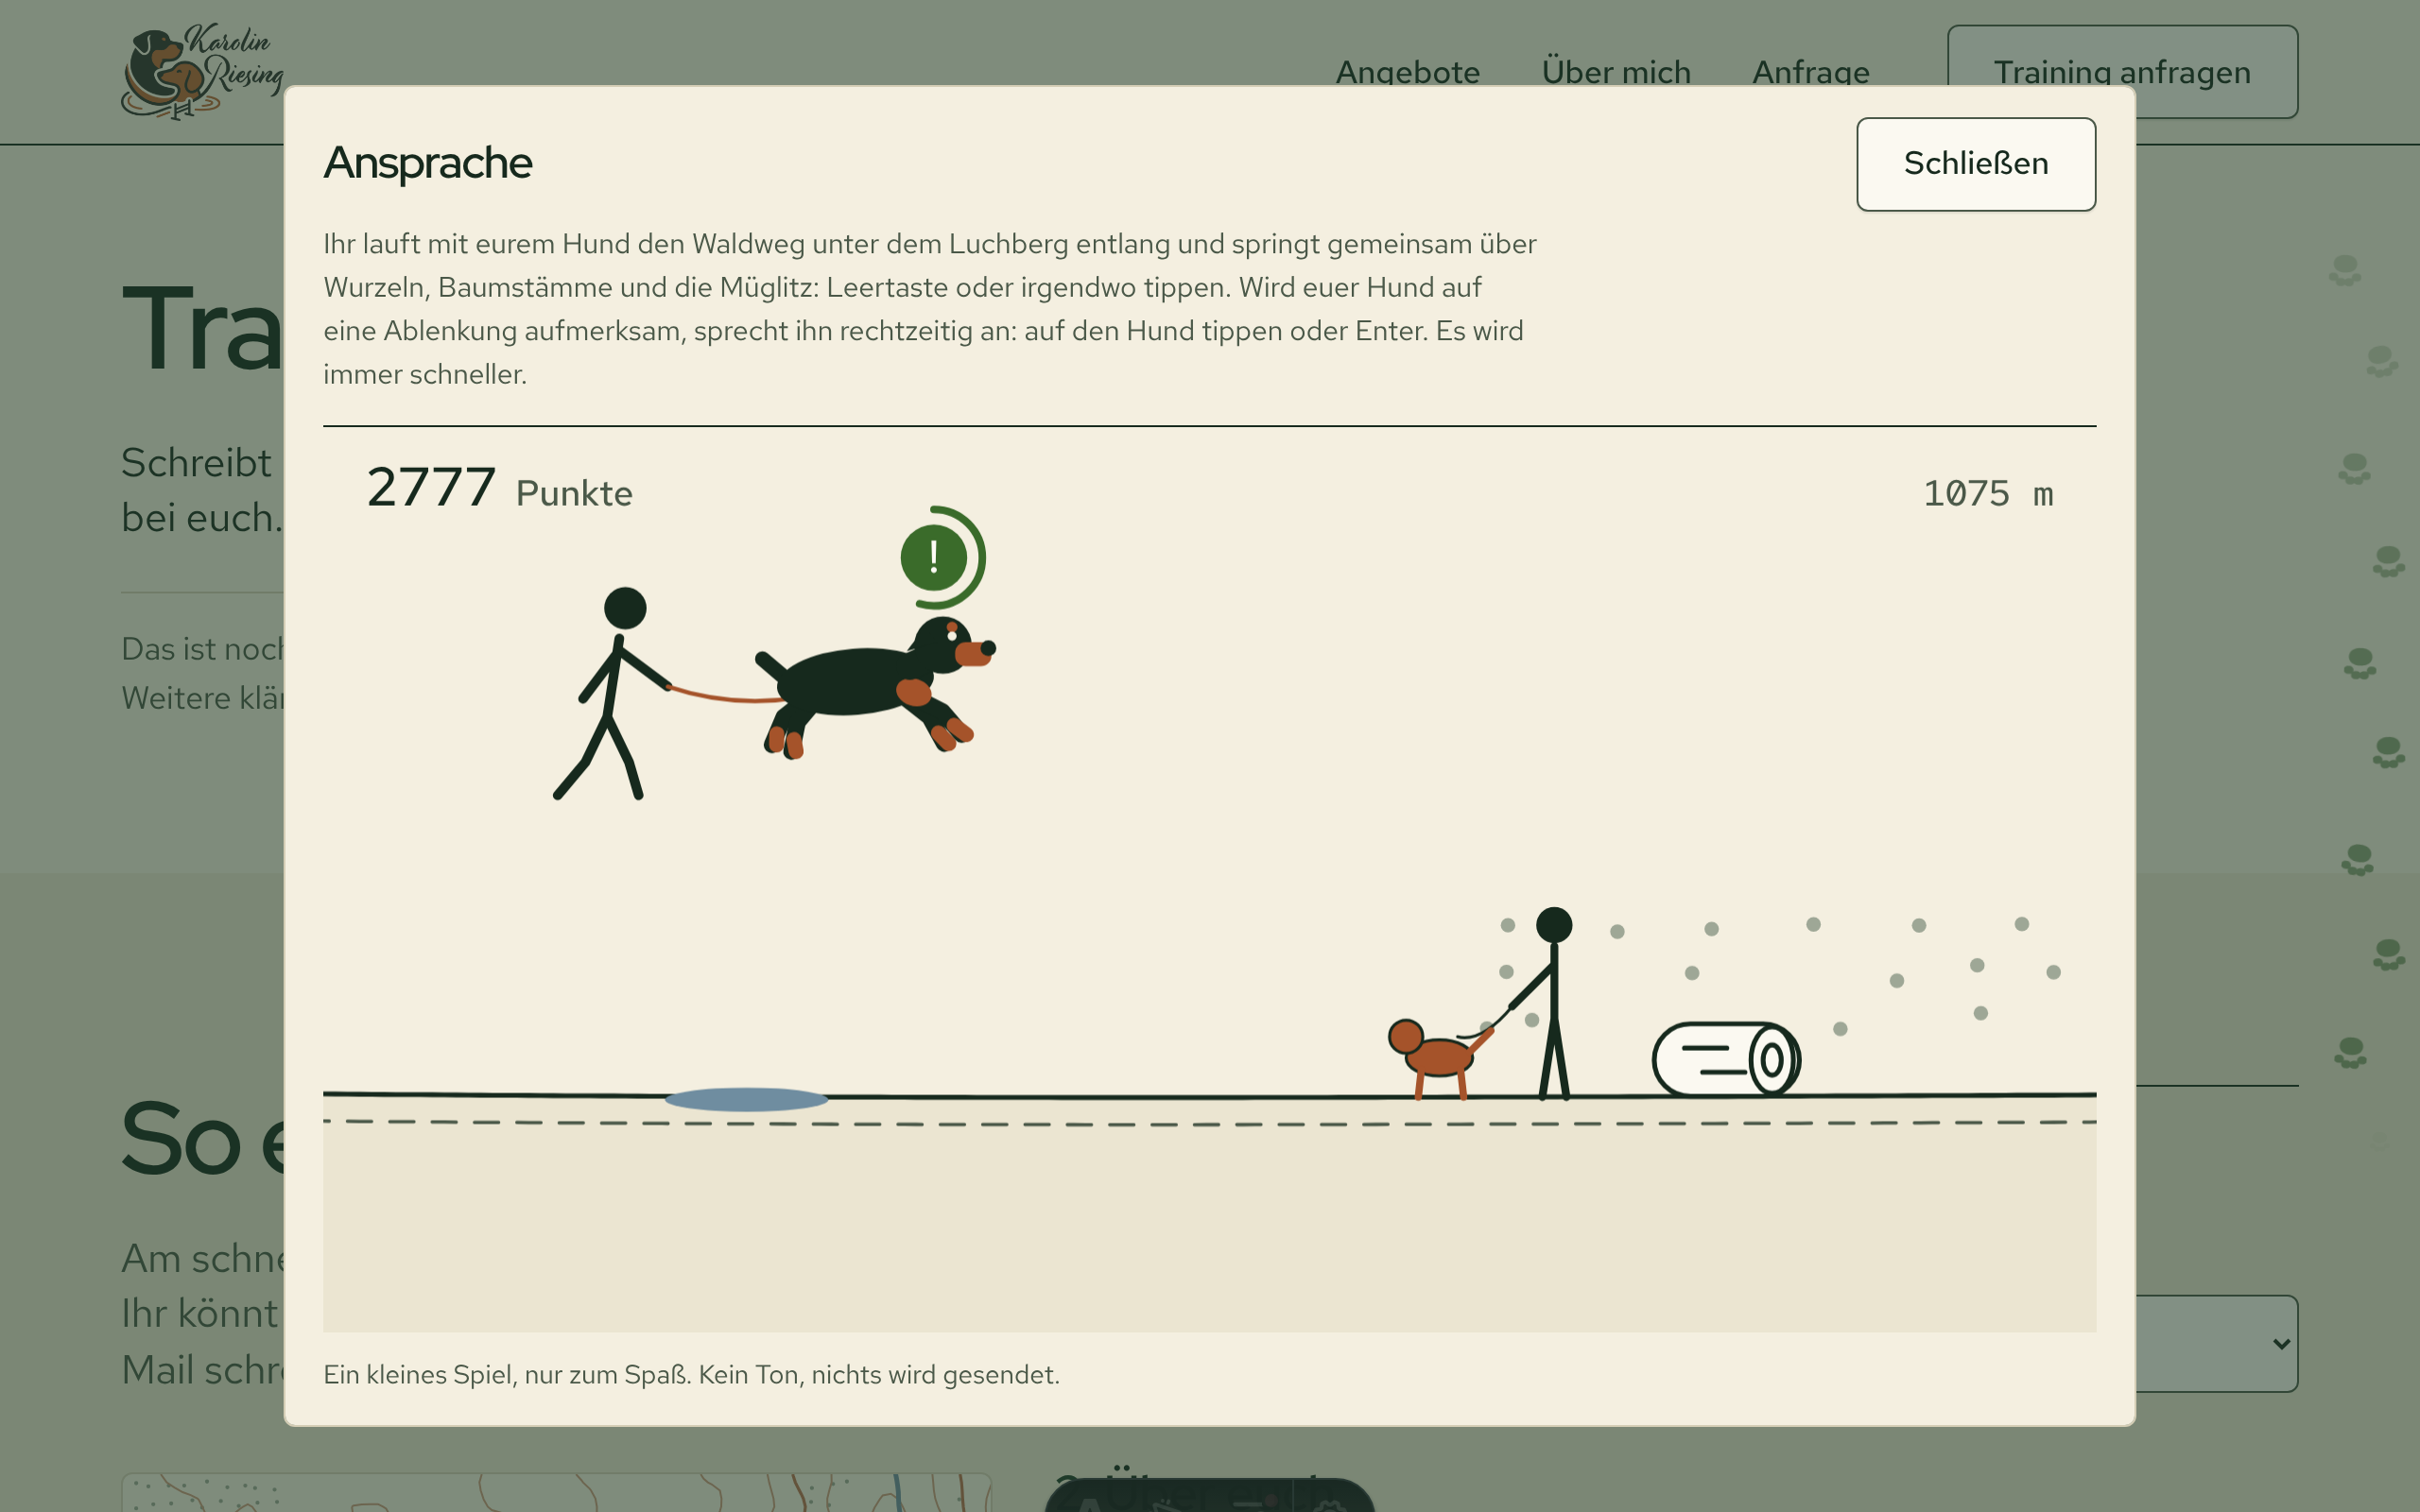 Karolin
Riesing
Angebote
Über mich
Anfrage
Training anfragen
Ansprache
Schließen
Ihr lauft mit eurem Hund den Waldweg unter dem Luchberg entlang und springt gemeinsam über
Wurzeln, Baumstämme und die Müglitz: Leertaste oder irgendwo tippen. Wird euer Hund auf
eine Ablenkung aufmerksam, sprecht ihn rechtzeitig an: auf den Hund tippen oder Enter. Es wird
immer schneller.
Tra
Schreibt
bei euch.
Das ist noch
Weitere klär
2777 Punkte
1075 m
!
So e
Am schne
Ihr könnt
Mail schre
Ein kleines Spiel, nur zum Spaß. Kein Ton, nichts wird gesendet.